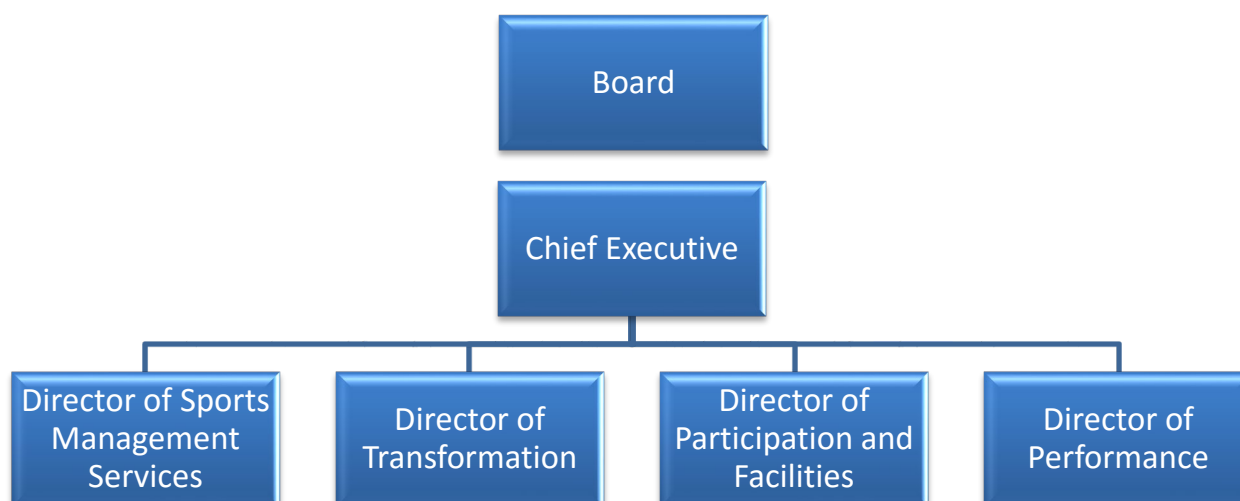 Board
Chief Executive
Director of Sports
Management
Services
Director of
Transformation
Director of
Participation and
Facilities
Director of
Performance